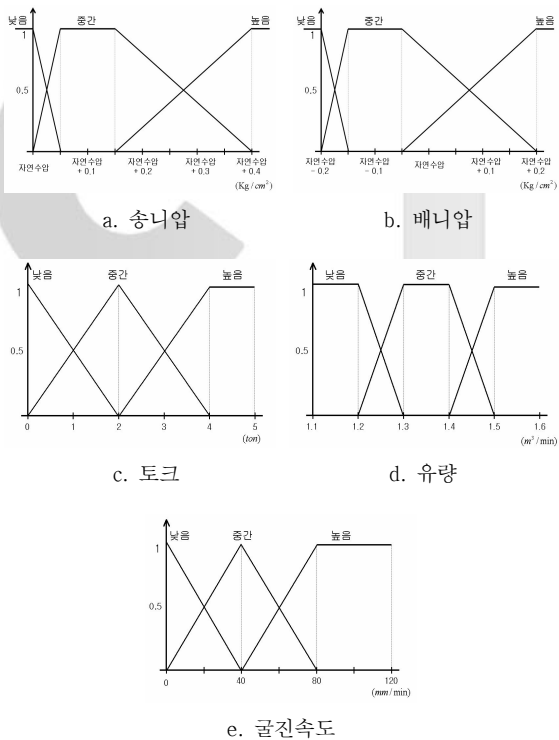 낮음 중간 높음
1
0.5
자연수압 자연수압 + 0.1 자연수압 + 0.2 자연수압 + 0.3 자연수압 + 0.4
(Kg/cm²)
a. 송니압
낮음 중간 높음
1
0.5
자연수압 - 0.2 자연수압 - 0.1 자연수압 자연수압 + 0.1 자연수압 + 0.2
(Kg/cm²)
b. 배니압
낮음 중간 높음
1
0.5
0 1 2 3 4 5
(ton)
c. 토크
낮음 중간 높음
1
0.5
1.1 1.2 1.3 1.4 1.5 1.6
(m³/min)
d. 유량
낮음 중간 높음
1
0.5
0 40 80 120
(mm/min)
e. 굴진속도